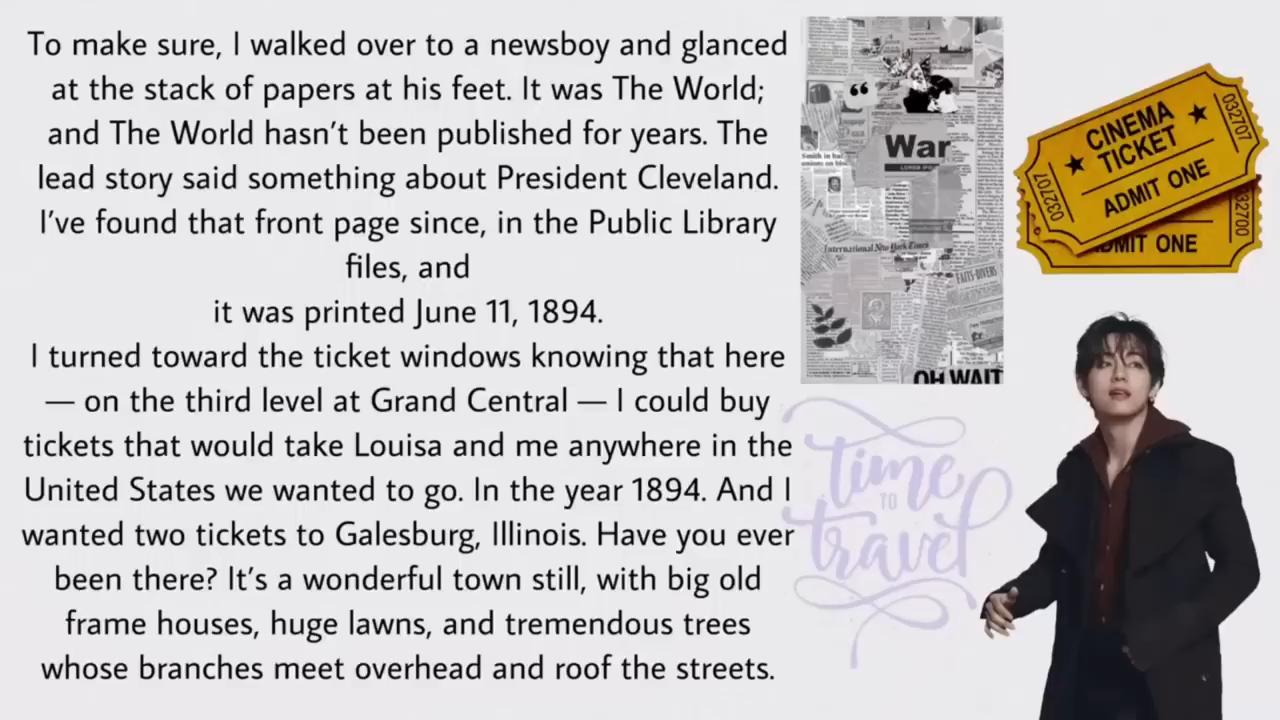 To make sure, I walked over to a newsboy and glanced
at the stack of papers at his feet. It was The World;
and The World hasn't been published for years. The
lead story said something about President Cleveland.
I've found that front page since, in the Public Library
files, and
it was printed June 11, 1894.
I turned toward the ticket windows knowing that here
— on the third level at Grand Central — I could buy
tickets that would take Louisa and me anywhere in the
United States we wanted to go. In the year 1894. And I
wanted two tickets to Galesburg, Illinois. Have you ever
been there? It's a wonderful town still, with big old
frame houses, huge lawns, and tremendous trees
whose branches meet overhead and roof the streets.
War
International New York Times
FAITS-DIVERS
OH WAIT
CINEMA
TICKET
ADMIT ONE
032707
032707
032700
ADMIT ONE
time
TO
travel